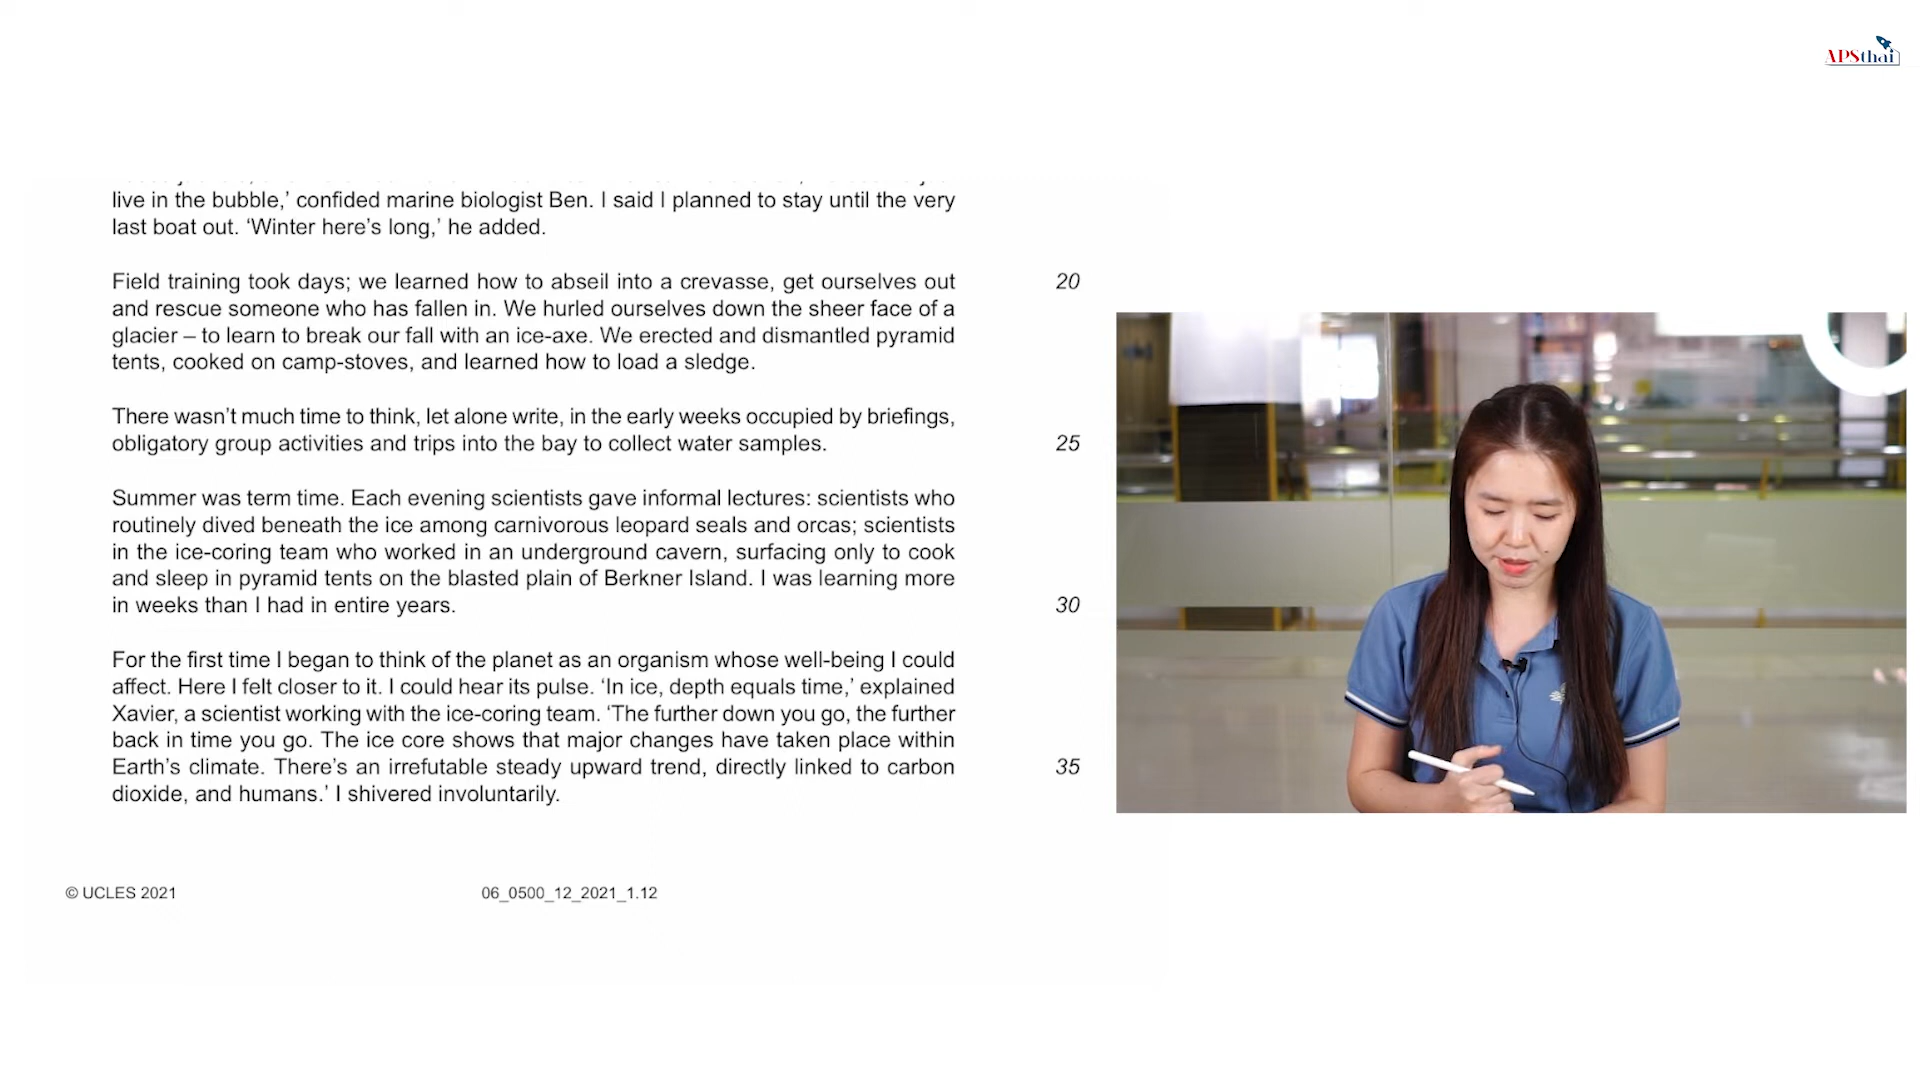 APSthai
live in the bubble,’ confided marine biologist Ben. I said I planned to stay until the very
last boat out. ‘Winter here’s long,’ he added.
Field training took days; we learned how to abseil into a crevasse, get ourselves out 20
and rescue someone who has fallen in. We hurled ourselves down the sheer face of a
glacier – to learn to break our fall with an ice-axe. We erected and dismantled pyramid
tents, cooked on camp-stoves, and learned how to load a sledge.
There wasn’t much time to think, let alone write, in the early weeks occupied by briefings,
obligatory group activities and trips into the bay to collect water samples. 25
Summer was term time. Each evening scientists gave informal lectures: scientists who
routinely dived beneath the ice among carnivorous leopard seals and orcas; scientists
in the ice-coring team who worked in an underground cavern, surfacing only to cook
and sleep in pyramid tents on the blasted plain of Berkner Island. I was learning more
in weeks than I had in entire years. 30
For the first time I began to think of the planet as an organism whose well-being I could
affect. Here I felt closer to it. I could hear its pulse. ‘In ice, depth equals time,’ explained
Xavier, a scientist working with the ice-coring team. ‘The further down you go, the further
back in time you go. The ice core shows that major changes have taken place within
Earth’s climate. There’s an irrefutable steady upward trend, directly linked to carbon 35
dioxide, and humans.’ I shivered involuntarily.
© UCLES 2021 06_0500_12_2021_1.12